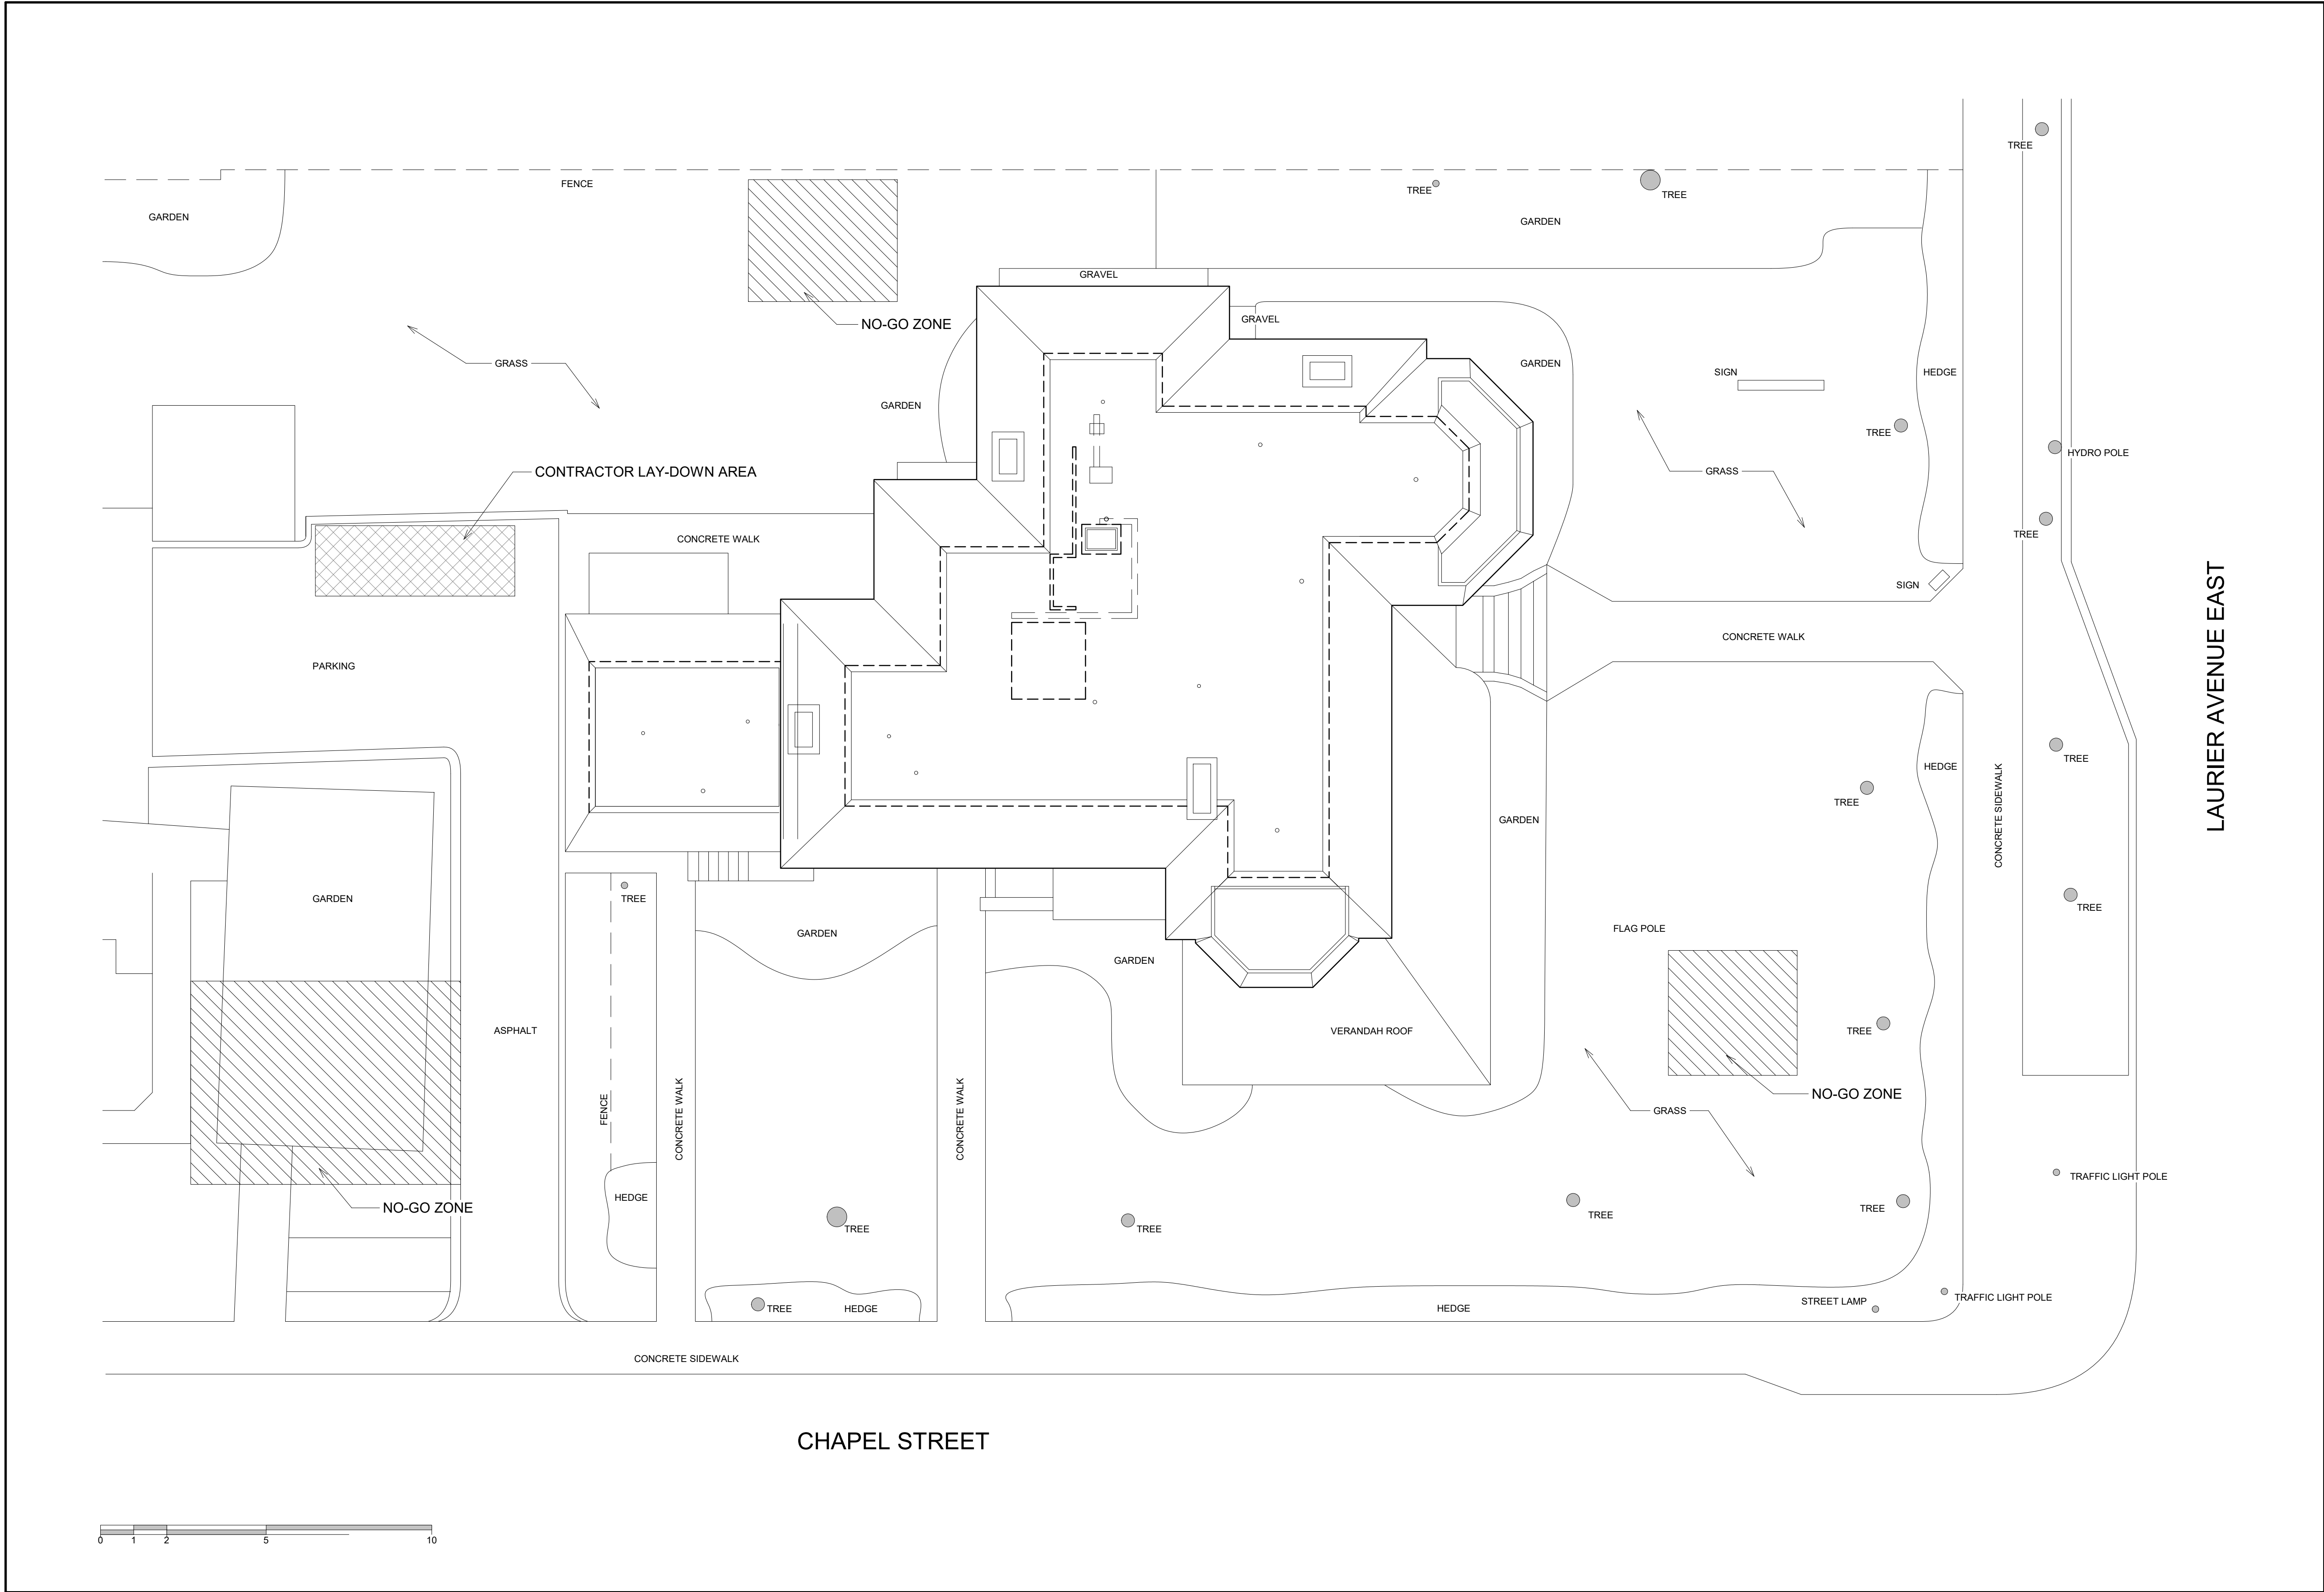 TREE
FENCE
TREE
TREE
GARDEN
GARDEN
GRAVEL
GRAVEL
NO-GO ZONE
GRASS
GARDEN
SIGN
HEDGE
GARDEN
TREE
HYDRO POLE
CONTRACTOR LAY-DOWN AREA
GRASS
TREE
CONCRETE WALK
SIGN
CONCRETE WALK
PARKING
LAURIER AVENUE EAST
TREE
HEDGE
TREE
CONCRETE SIDEWALK
GARDEN
GARDEN
TREE
TREE
FLAG POLE
GARDEN
GARDEN
ASPHALT
VERANDAH ROOF
TREE
NO-GO ZONE
FENCE
CONCRETE WALK
CONCRETE WALK
GRASS
TRAFFIC LIGHT POLE
HEDGE
NO-GO ZONE
TREE
TREE
TREE
TREE
TREE
HEDGE
HEDGE
STREET LAMP
TRAFFIC LIGHT POLE
CONCRETE SIDEWALK
CHAPEL STREET
0 1 2 5 10